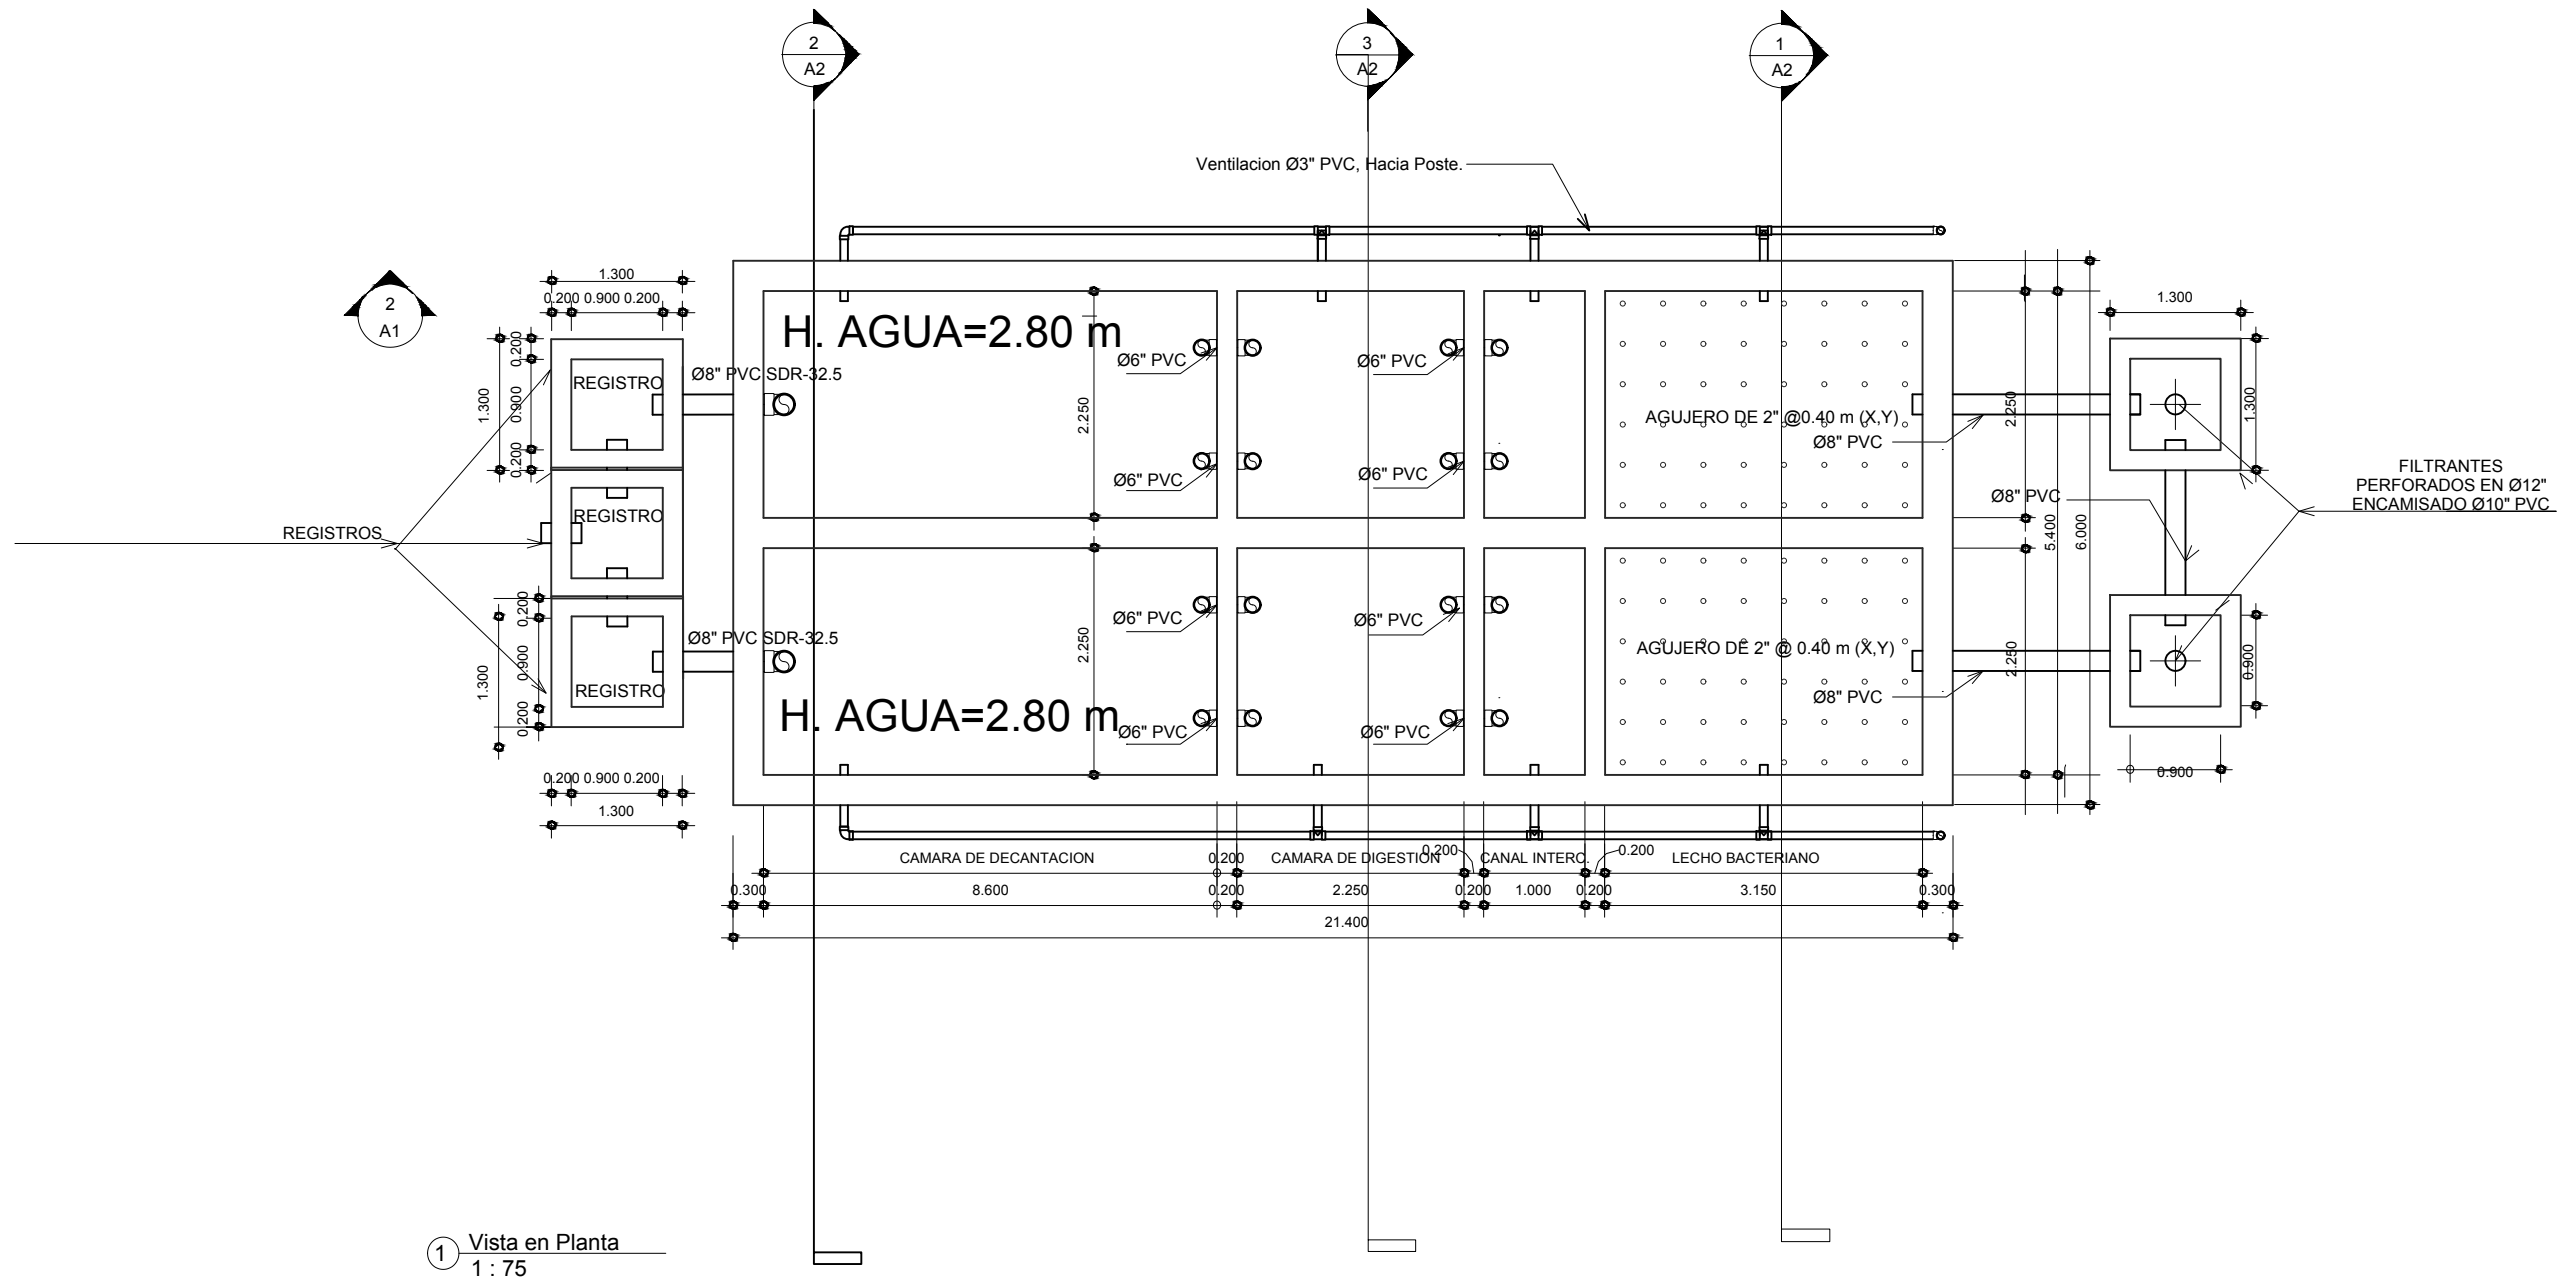 2
A2
3
A2
1
A2
Ventilacion Ø3" PVC, Hacia Poste.
2
A1
1.300
0.200 0.900 0.200
1.300
0.200
0.900
0.200
REGISTRO
Ø8" PVC SDR-32.5
H. AGUA=2.80 m
2.250
Ø6" PVC
Ø6" PVC
Ø6" PVC
Ø6" PVC
AGUJERO DE 2" @0.40 m (X,Y)
Ø8" PVC
2.250
1.300
1.300
FILTRANTES
PERFORADOS EN Ø12"
ENCAMISADO Ø10" PVC
Ø8" PVC
5.400
6.000
REGISTRO
REGISTROS
0.200
0.900
0.200
1.300
REGISTRO
Ø8" PVC SDR-32.5
H. AGUA=2.80 m
2.250
Ø6" PVC
Ø6" PVC
Ø6" PVC
Ø6" PVC
AGUJERO DE 2" @ 0.40 m (X,Y)
Ø8" PVC
2.250
0.900
0.900
0.200 0.900 0.200
1.300
CAMARA DE DECANTACION
0.200
CAMARA DE DIGESTION
0.200
CANAL INTERC.
0.200
LECHO BACTERIANO
0.300
8.600
0.200
2.250
0.200
1.000
0.200
3.150
0.300
21.400
1
Vista en Planta
1 : 75